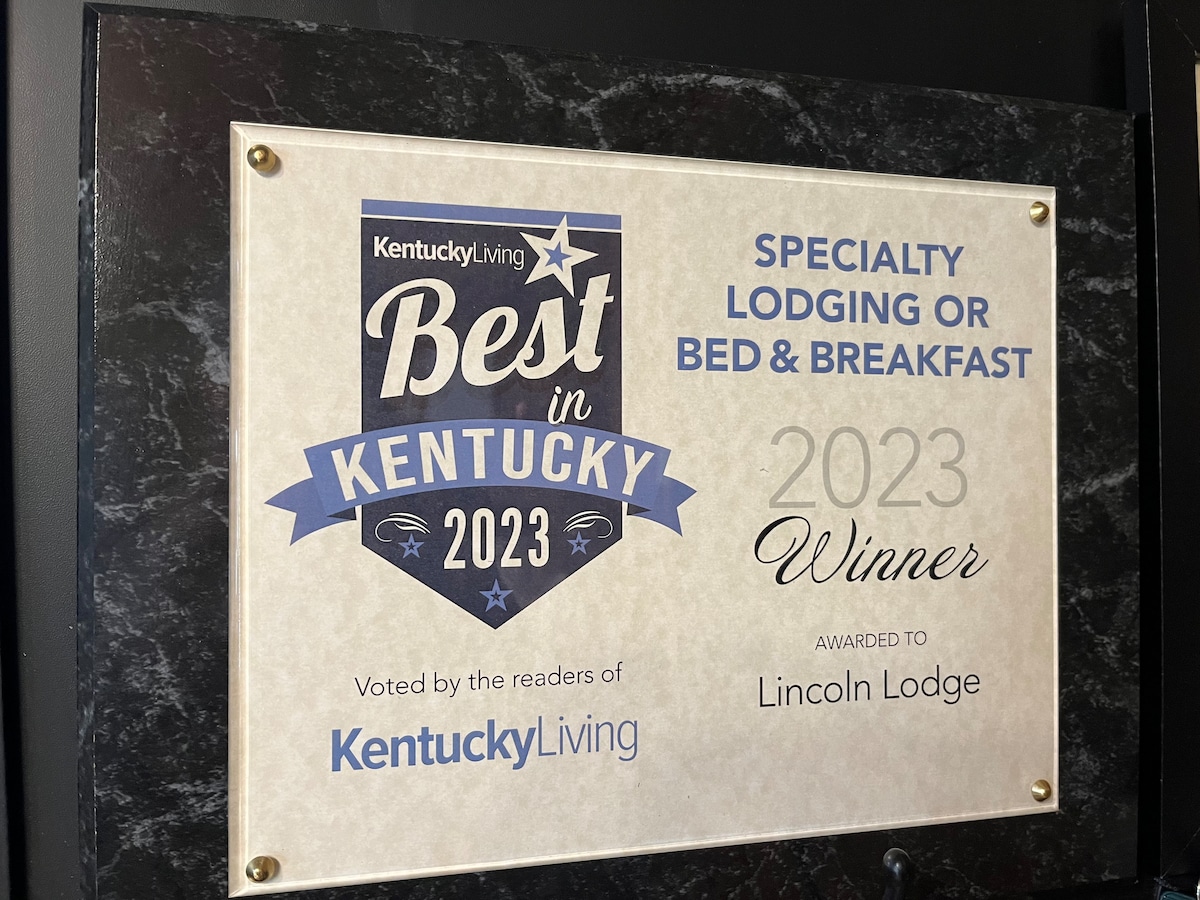 KentuckyLiving
Best
in
KENTUCKY
2023
Voted by the readers of
KentuckyLiving
SPECIALTY
LODGING OR
BED & BREAKFAST
2023
Winner
AWARDED TO
Lincoln Lodge